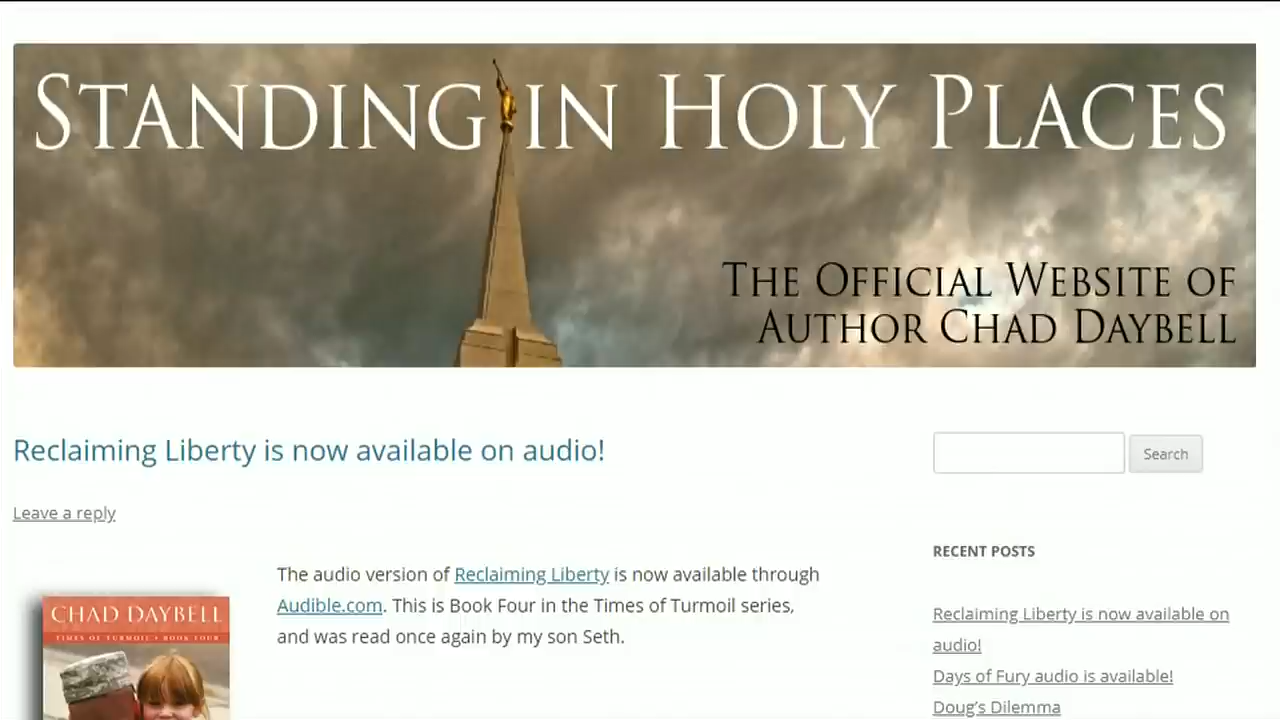 STANDING IN HOLY PLACES
THE OFFICIAL WEBSITE OF
AUTHOR CHAD DAYBELL
Reclaiming Liberty is now available on audio!
Search
Leave a reply
RECENT POSTS
The audio version of Reclaiming Liberty is now available through
Audible.com. This is Book Four in the Times of Turmoil series,
and was read once again by my son Seth.
CHAD DAYBELL
TIMES OF TURMOIL • BOOK FOUR
Reclaiming Liberty is now available on
audio!
Days of Fury audio is available!
Doug's Dilemma